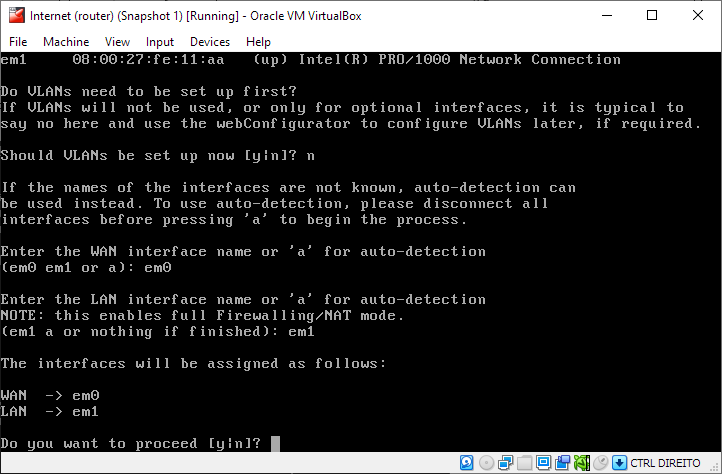 Internet (router) (Snapshot 1) [Running] - Oracle VM VirtualBox
File Machine View Input Devices Help
em1 08:00:27:fe:11:aa (up) Intel(R) PRO/1000 Network Connection
Do VLANs need to be set up first?
If VLANs will not be used, or only for optional interfaces, it is typical to
say no here and use the webConfigurator to configure VLANs later, if required.
Should VLANs be set up now [y|n]? n
If the names of the interfaces are not known, auto-detection can
be used instead. To use auto-detection, please disconnect all
interfaces before pressing 'a' to begin the process.
Enter the WAN interface name or 'a' for auto-detection
(em0 em1 or a): em0
Enter the LAN interface name or 'a' for auto-detection
NOTE: this enables full Firewalling/NAT mode.
(em1 a or nothing if finished): em1
The interfaces will be assigned as follows:
WAN -> em0
LAN -> em1
Do you want to proceed [y|n]?
CTRL DIREITO